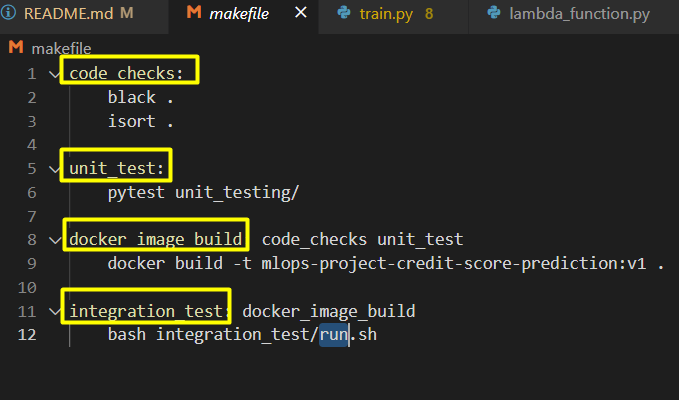 README.md M makefile × train.py 8 lambda_function.py
makefile
1 code_checks:
2 black .
3 isort .
4
5 unit_test:
6 pytest unit_testing/
7
8 docker_image_build code_checks unit_test
9 docker build -t mlops-project-credit-score-prediction:v1 .
10
11 integration_test: docker_image_build
12 bash integration_test/run.sh